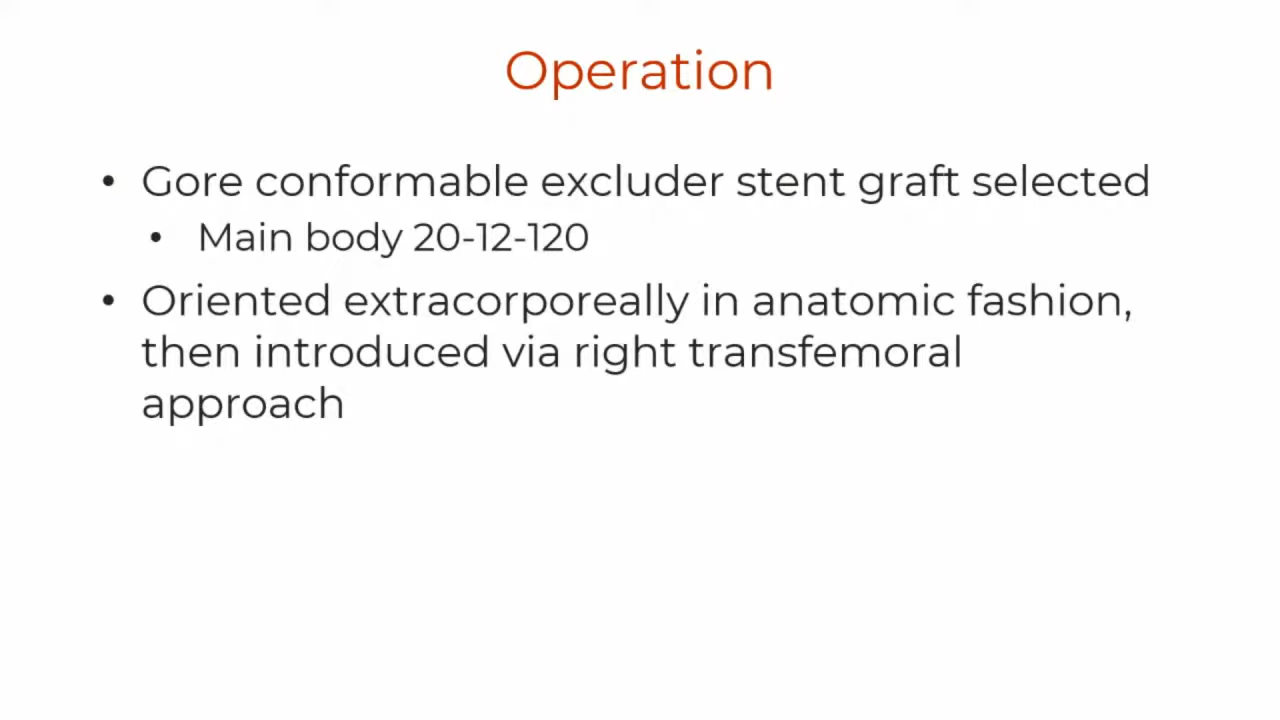 Operation
• Gore conformable excluder stent graft selected
• Main body 20-12-120
• Oriented extracorporeally in anatomic fashion,
then introduced via right transfemoral
approach